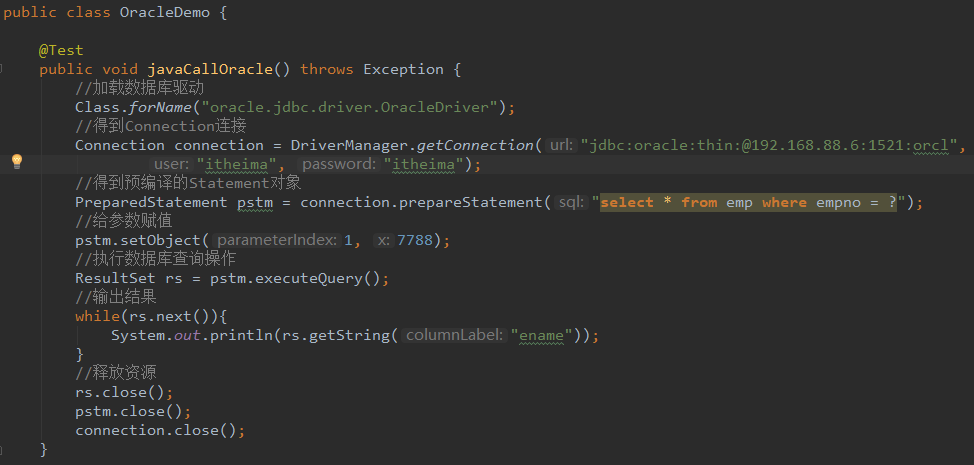 public class OracleDemo {
@Test
public void javaCallOracle() throws Exception {
//加载数据库驱动
Class.forName("oracle.jdbc.driver.OracleDriver");
//得到Connection连接
Connection connection = DriverManager.getConnection( url: "jdbc:oracle:thin:@192.168.88.6:1521:orcl",
user: "itheima", password: "itheima");
//得到预编译的Statement对象
PreparedStatement pstm = connection.prepareStatement( sql: "select * from emp where empno = ?");
//给参数赋值
pstm.setObject( parameterIndex: 1, x: 7788);
//执行数据库查询操作
ResultSet rs = pstm.executeQuery();
//输出结果
while(rs.next()){
System.out.println(rs.getString( columnLabel: "ename"));
}
//释放资源
rs.close();
pstm.close();
connection.close();
}